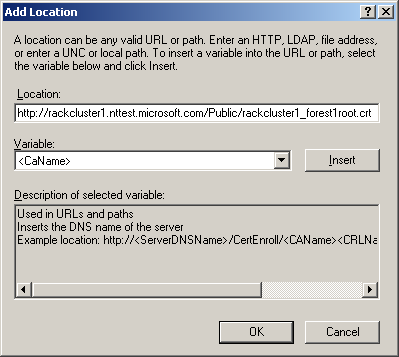 Add Location
A location can be any valid URL or path. Enter an HTTP, LDAP, file address,
or enter a UNC or local path. To insert a variable into the URL or path, select
the variable below and click Insert.
Location:
http://rackcluster1.nttest.microsoft.com/Public/rackcluster1_forest1root.crt
Variable:
<CaName>
Insert
Description of selected variable:
Used in URLs and paths
Inserts the DNS name of the server
Example location: http://<ServerDNSName>/CertEnroll/<CAName><CRLNa
OK
Cancel